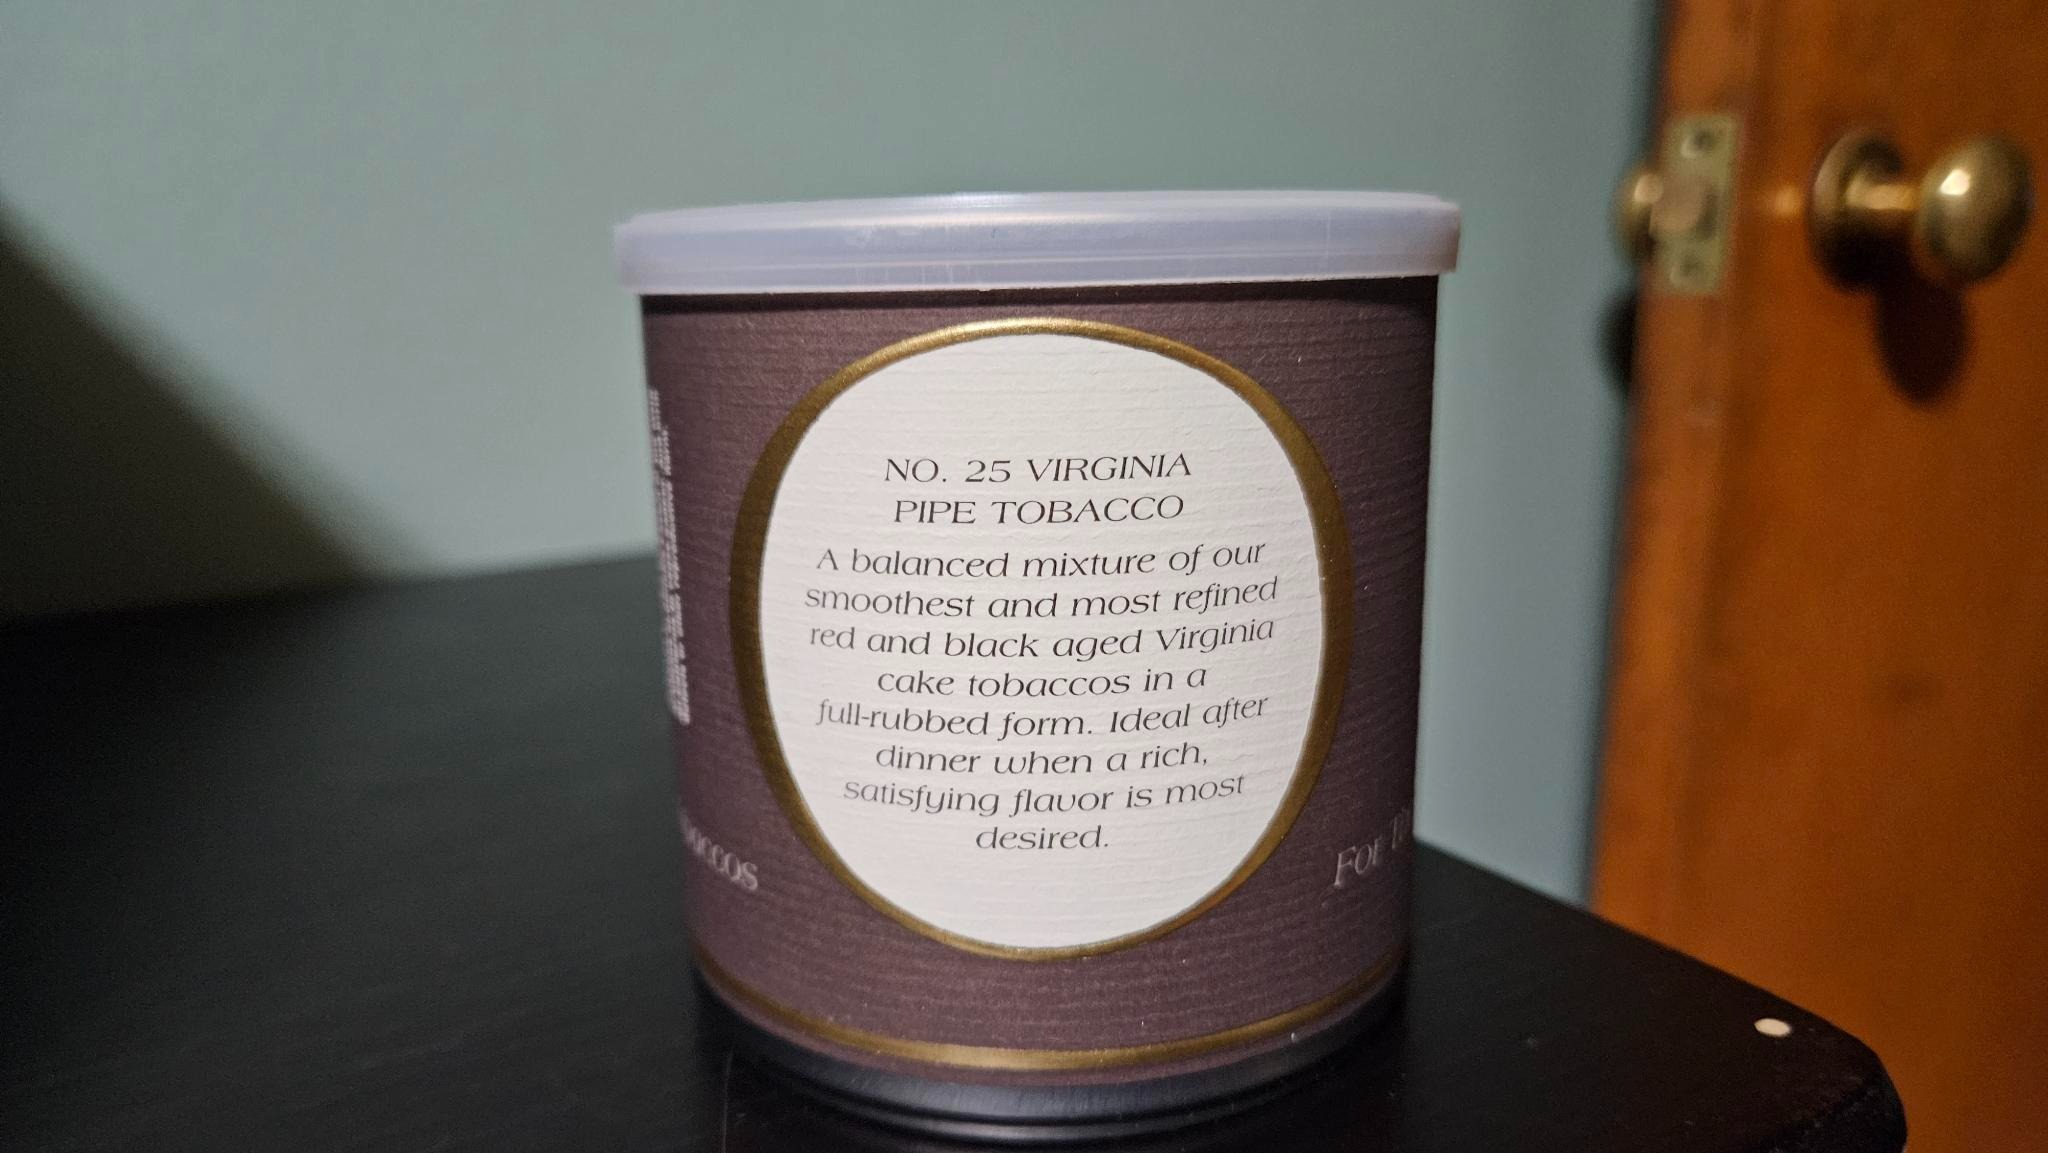 NO. 25 VIRGINIA
PIPE TOBACCO
A balanced mixture of our
smoothest and most refined
red and black aged Virginia
cake tobaccos in a
full-rubbed form. Ideal after
dinner when a rich,
satisfying flavor is most
desired.
For